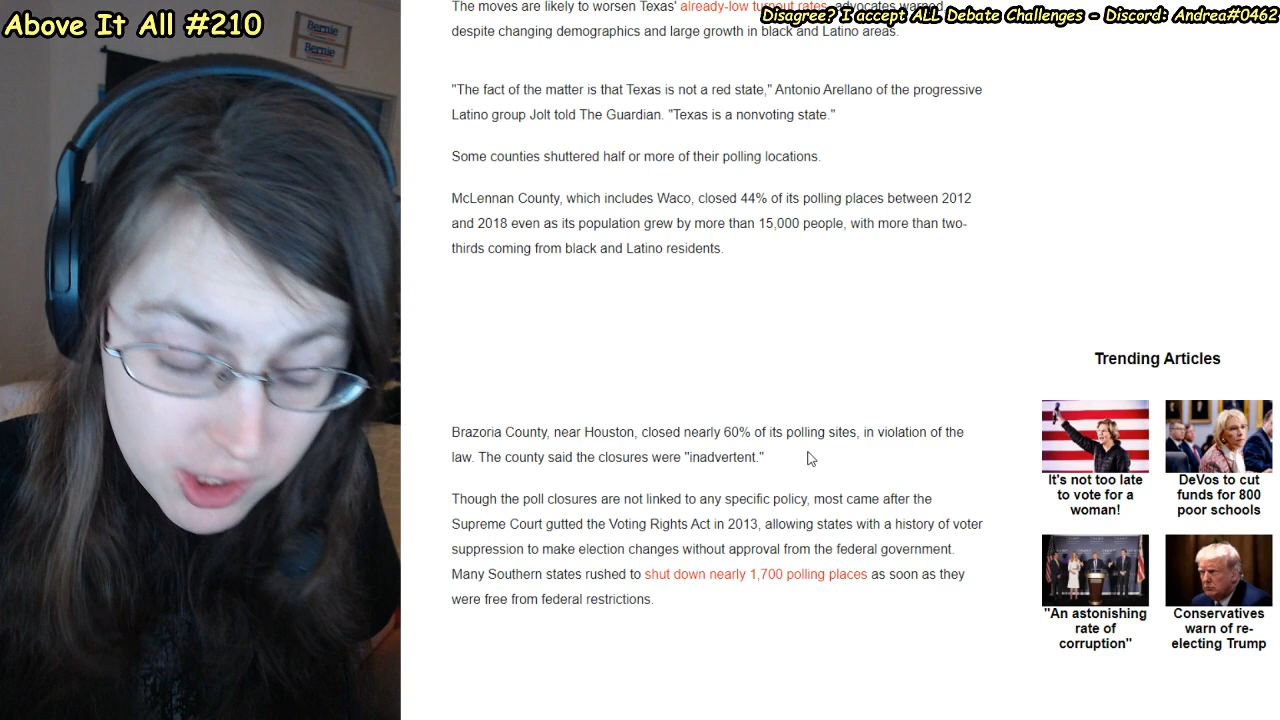 Above It All #210
Disagree? I accept ALL Debate Challenges - Discord: Andrea#0462
Bernie
Bernie
The moves are likely to worsen Texas' already-low turnout rates, advocates warned,
despite changing demographics and large growth in black and Latino areas.
"The fact of the matter is that Texas is not a red state," Antonio Arellano of the progressive
Latino group Jolt told The Guardian. "Texas is a nonvoting state."
Some counties shuttered half or more of their polling locations.
McLennan County, which includes Waco, closed 44% of its polling places between 2012
and 2018 even as its population grew by more than 15,000 people, with more than two-
thirds coming from black and Latino residents.
Brazoria County, near Houston, closed nearly 60% of its polling sites, in violation of the
law. The county said the closures were "inadvertent."
Though the poll closures are not linked to any specific policy, most came after the
Supreme Court gutted the Voting Rights Act in 2013, allowing states with a history of voter
suppression to make election changes without approval from the federal government.
Many Southern states rushed to shut down nearly 1,700 polling places as soon as they
were free from federal restrictions.
Trending Articles
It's not too late
to vote for a
woman!
DeVos to cut
funds for 800
poor schools
"An astonishing
rate of
corruption"
Conservatives
warn of re-
electing Trump